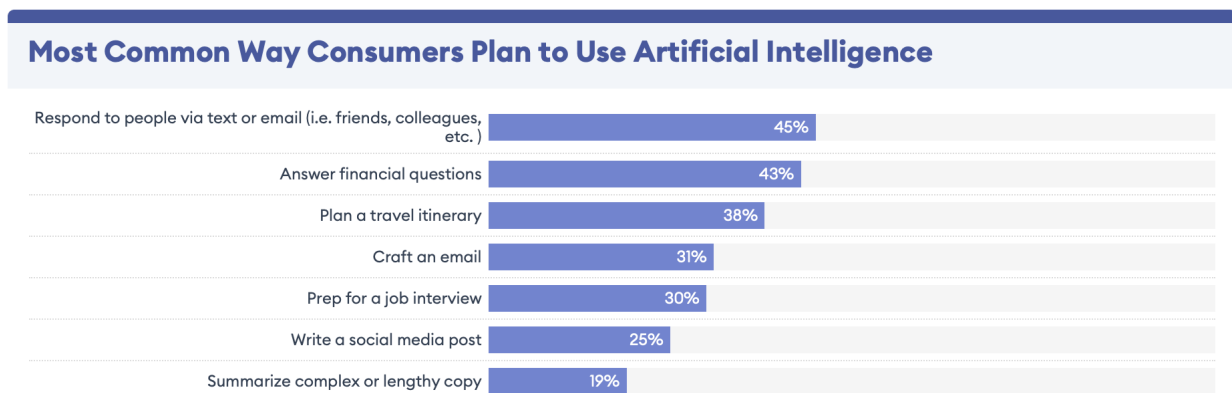 Most Common Way Consumers Plan to Use Artificial Intelligence
Respond to people via text or email (i.e. friends, colleagues,
etc. )
45%
Answer financial questions
43%
Plan a travel itinerary
38%
Craft an email
31%
Prep for a job interview
30%
Write a social media post
25%
Summarize complex or lengthy copy
19%